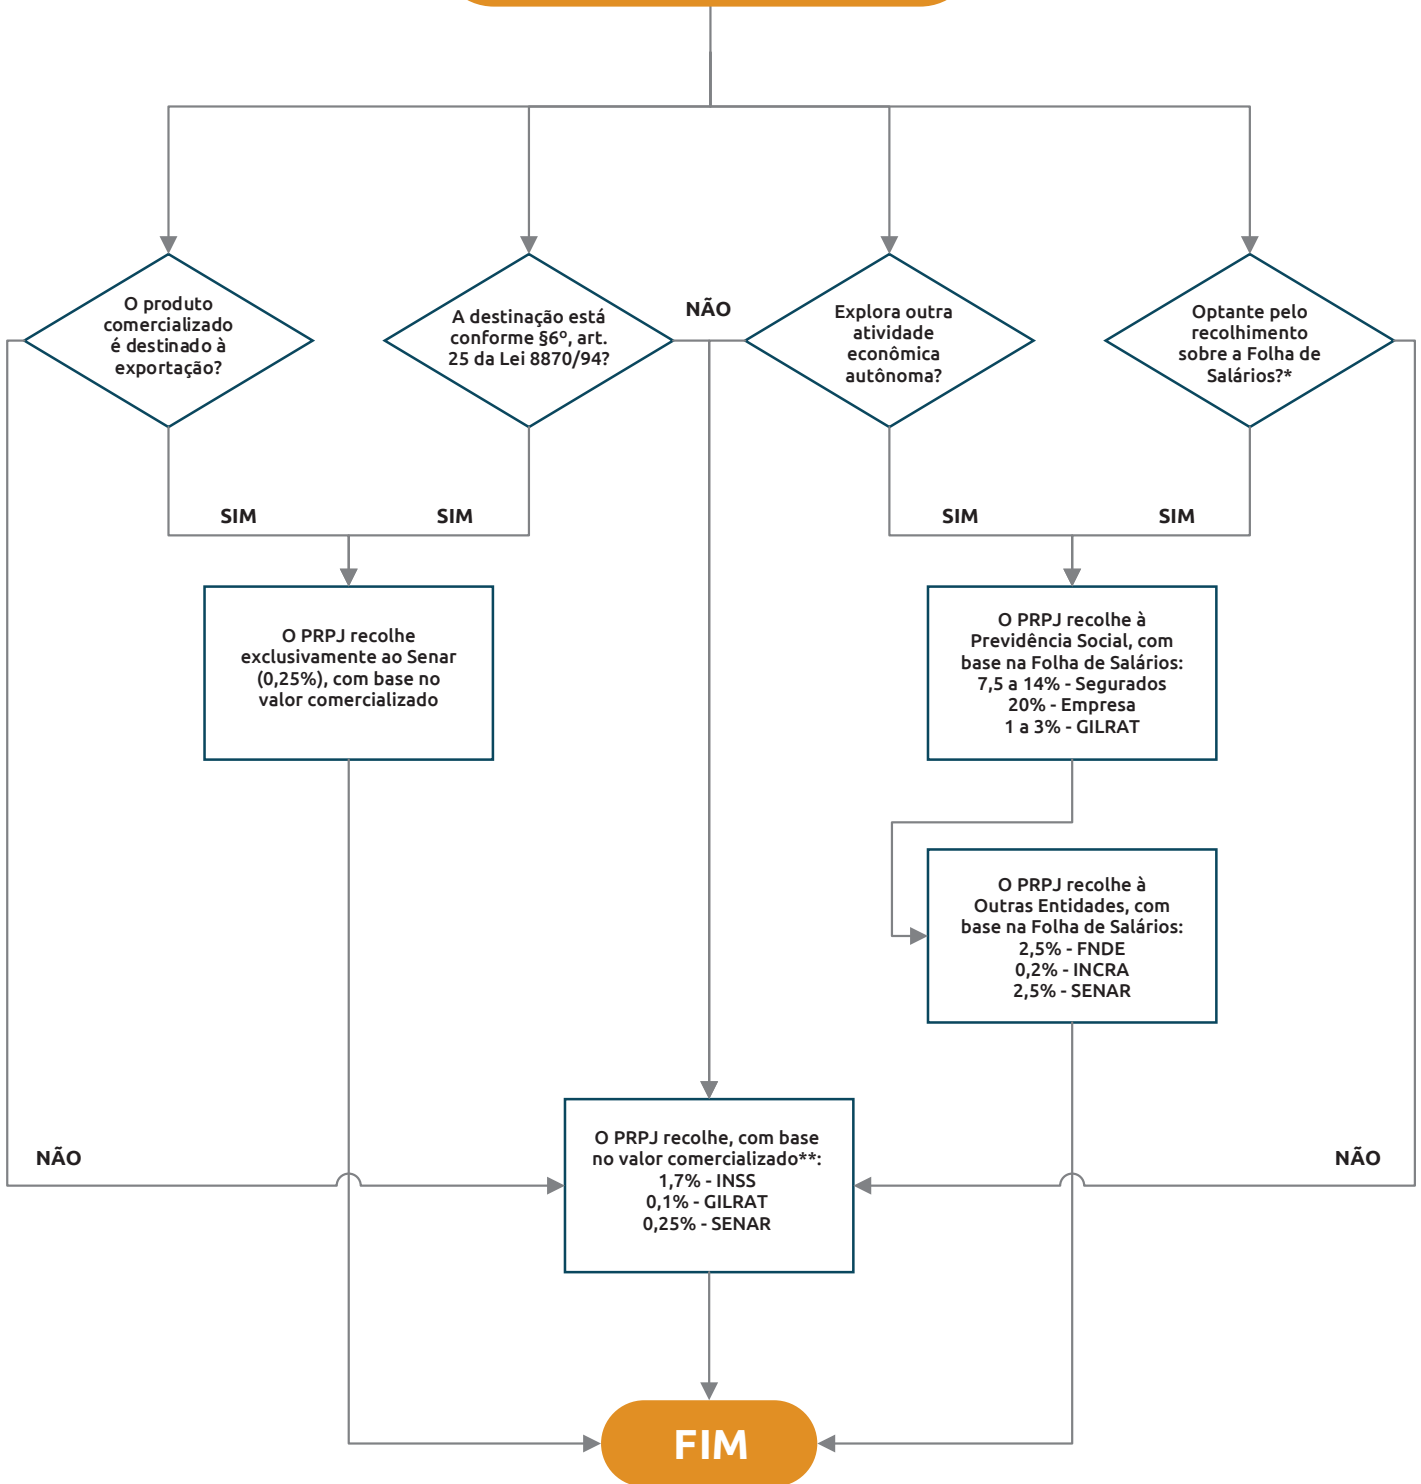 O produto
comercializado
é destinado à
exportação?
A destinação está
conforme §6º, art.
25 da Lei 8870/94?
NÃO
Explora outra
atividade
econômica
autônoma?
Optante pelo
recolhimento
sobre a Folha de
Salários?*
SIM
SIM
SIM
SIM
O PRPJ recolhe
exclusivamente ao Senar
(0,25%), com base no
valor comercializado
O PRPJ recolhe à
Previdência Social, com
base na Folha de Salários:
7,5 a 14% - Segurados
20% - Empresa
1 a 3% - GILRAT
O PRPJ recolhe à
Outras Entidades, com
base na Folha de Salários:
2,5% - FNDE
0,2% - INCRA
2,5% - SENAR
NÃO
O PRPJ recolhe, com base
no valor comercializado**:
1,7% - INSS
0,1% - GILRAT
0,25% - SENAR
NÃO
FIM